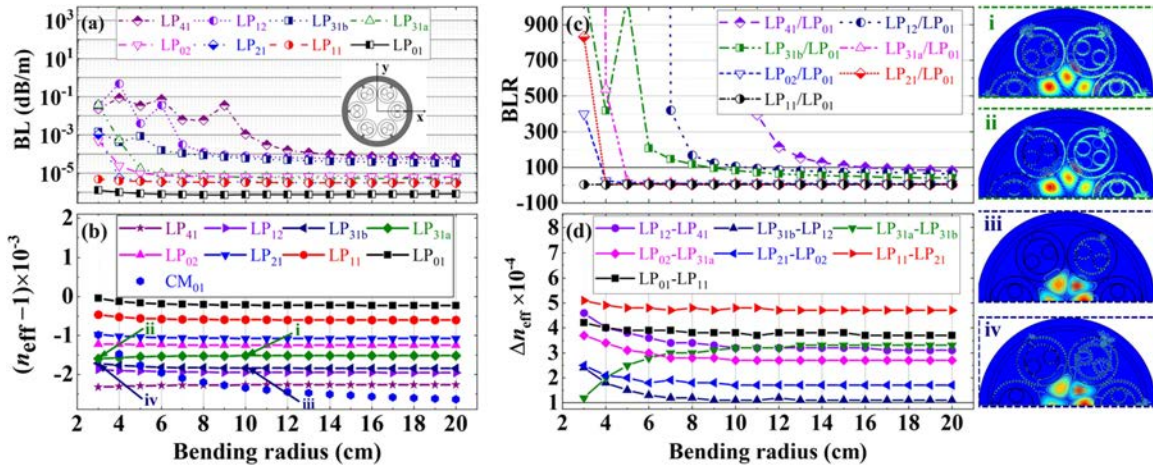 (a)
BL (dB/m)
10³
10¹
10⁻¹
10⁻³
10⁻⁵
LP₄₁ LP₁₂ LP₃₁b LP₃₁a
LP₀₂ LP₂₁ LP₁₁ LP₀₁
y
x
(b)
(neff−1)×10⁻³
2
1
0
-1
-2
LP₄₁ LP₁₂ LP₃₁b LP₃₁a
LP₀₂ LP₂₁ LP₁₁ LP₀₁
CM₀₁
ii
i
iv
iii
2 4 6 8 10 12 14 16 18 20
Bending radius (cm)
(c)
BLR
900
700
500
300
100
-100
LP₄₁/LP₀₁ LP₁₂/LP₀₁
LP₃₁b/LP₀₁ LP₃₁a/LP₀₁
LP₀₂/LP₀₁ LP₂₁/LP₀₁
LP₁₁/LP₀₁
(d)
Δneff ×10⁻⁴
8
7
6
5
4
3
2
1
LP₁₂-LP₄₁ LP₃₁b-LP₁₂ LP₃₁a-LP₃₁b
LP₀₂-LP₃₁a LP₂₁-LP₀₂ LP₁₁-LP₂₁
LP₀₁-LP₁₁
2 4 6 8 10 12 14 16 18 20
Bending radius (cm)
i
ii
iii
iv